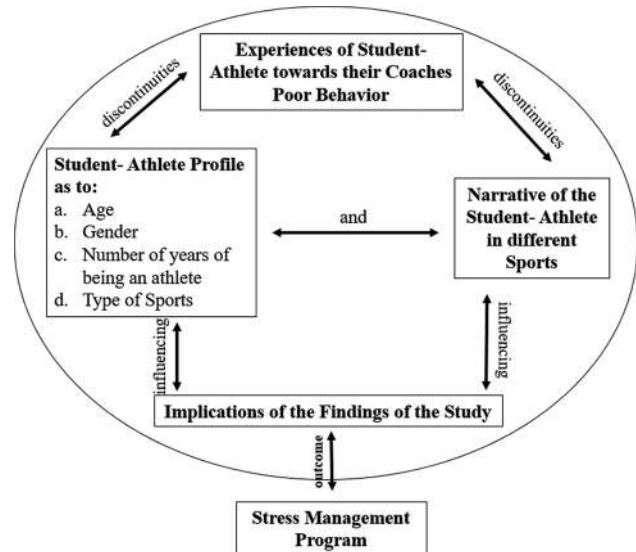 Experiences of Student-
Athlete towards their Coaches
Poor Behavior
discontinuities
discontinuities
Student- Athlete Profile
as to:
a. Age
b. Gender
c. Number of years of
being an athlete
d. Type of Sports
and
Narrative of the
Student- Athlete
in different
Sports
influencing
influencing
Implications of the Findings of the Study
outcome
Stress Management
Program